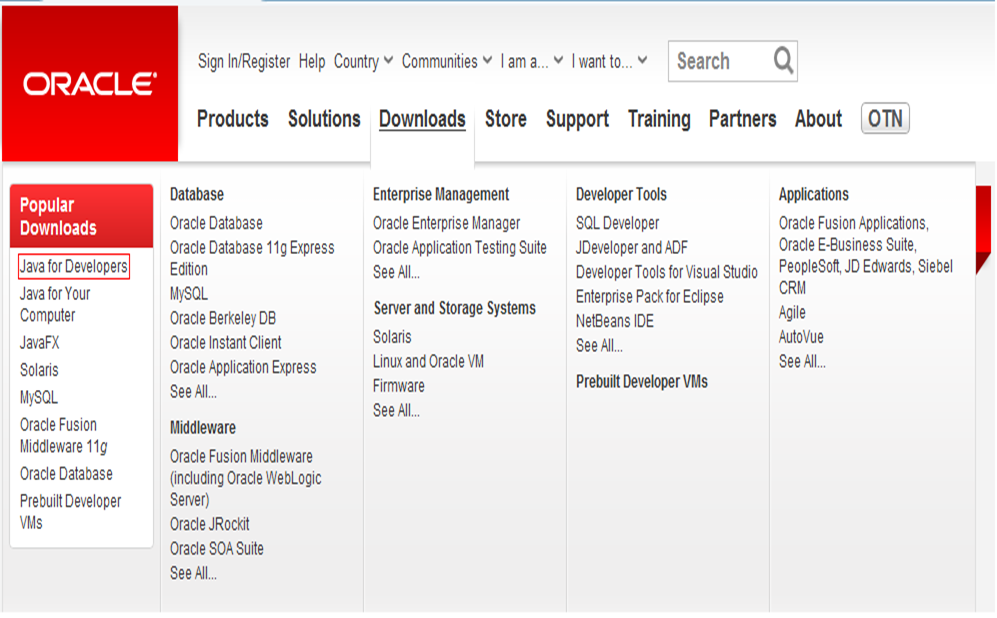 ORACLE
Sign In/Register Help Country Communities I am a... I want to... Search
Products Solutions Downloads Store Support Training Partners About OTN
Popular
Downloads
Java for Developers
Java for Your
Computer
JavaFX
Solaris
MySQL
Oracle Fusion
Middleware 11g
Oracle Database
Prebuilt Developer
VMs
Database
Oracle Database
Oracle Database 11g Express
Edition
MySQL
Oracle Berkeley DB
Oracle Instant Client
Oracle Application Express
See All...
Middleware
Oracle Fusion Middleware
(including Oracle WebLogic
Server)
Oracle JRockit
Oracle SOA Suite
See All...
Enterprise Management
Oracle Enterprise Manager
Oracle Application Testing Suite
See All...
Server and Storage Systems
Solaris
Linux and Oracle VM
Firmware
See All...
Developer Tools
SQL Developer
JDeveloper and ADF
Developer Tools for Visual Studio
Enterprise Pack for Eclipse
NetBeans IDE
See All...
Prebuilt Developer VMs
Applications
Oracle Fusion Applications,
Oracle E-Business Suite,
PeopleSoft, JD Edwards, Siebel
CRM
Agile
AutoVue
See All...